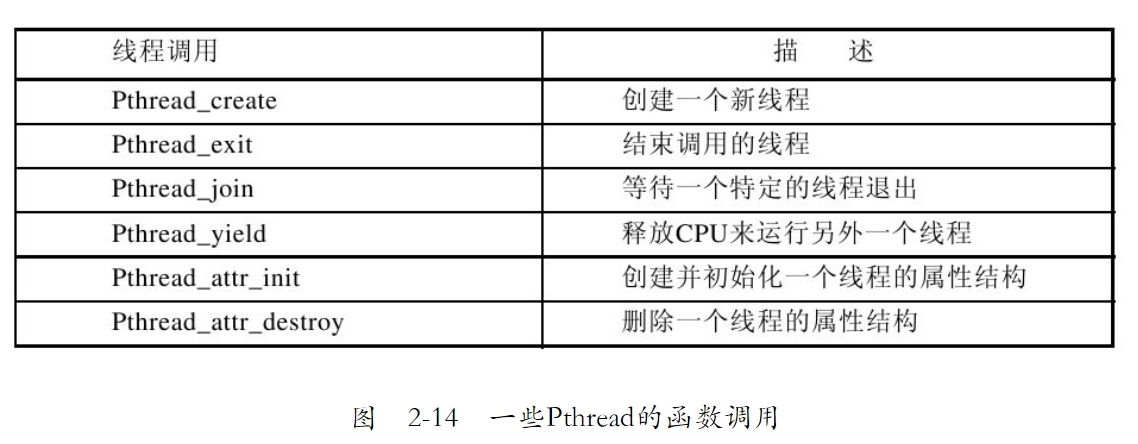 线程调用 描 述
Pthread_create 创建一个新线程
Pthread_exit 结束调用的线程
Pthread_join 等待一个特定的线程退出
Pthread_yield 释放CPU来运行另外一个线程
Pthread_attr_init 创建并初始化一个线程的属性结构
Pthread_attr_destroy 删除一个线程的属性结构
图 2-14 一些Pthread的函数调用